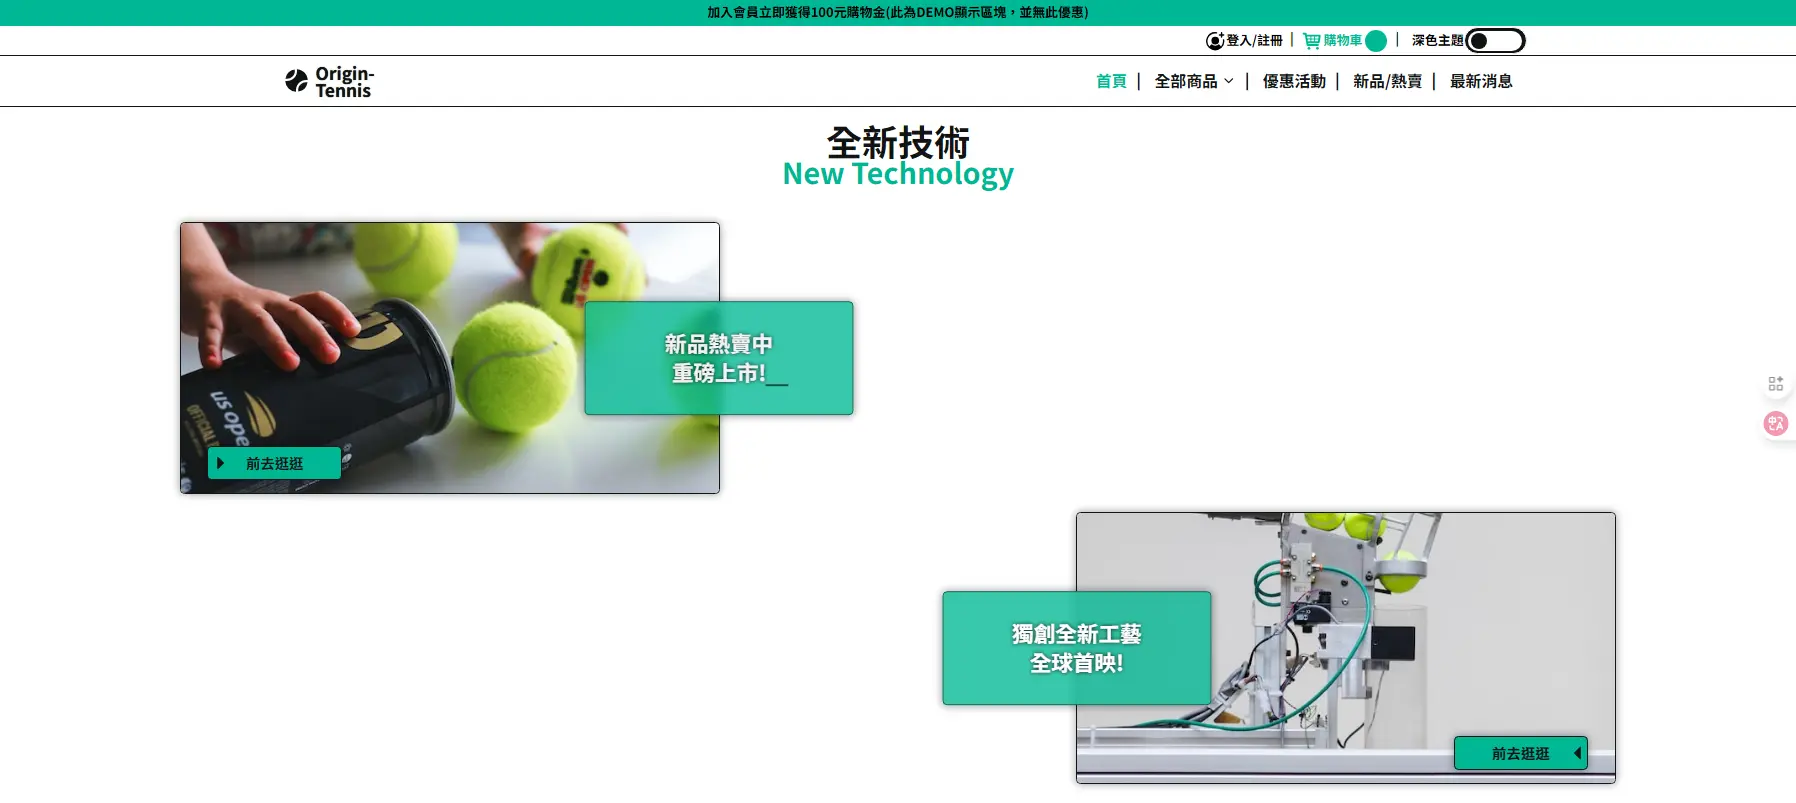 加入會員立即獲得100元購物金(此為DEMO顯示區塊，並無此優惠)
登入/註冊 | 購物車 | 深色主題
Origin-
Tennis
首頁 | 全部商品 | 優惠活動 | 新品/熱賣 | 最新消息
全新技術
New Technology
新品熱賣中
重磅上市!__
us ope
OFFICIAL
前去逛逛
獨創全新工藝
全球首映!
前去逛逛